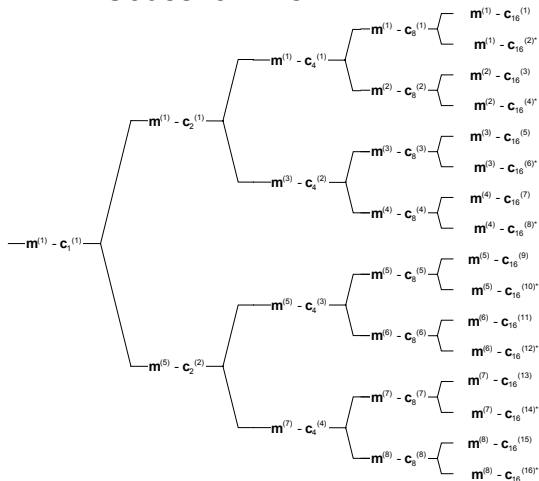 m⁽¹⁾ - c₁⁽¹⁾
m⁽¹⁾ - c₂⁽¹⁾
m⁽⁵⁾ - c₂⁽²⁾
m⁽¹⁾ - c₄⁽¹⁾
m⁽³⁾ - c₄⁽²⁾
m⁽⁵⁾ - c₄⁽³⁾
m⁽⁷⁾ - c₄⁽⁴⁾
m⁽¹⁾ - c₈⁽¹⁾
m⁽²⁾ - c₈⁽²⁾
m⁽³⁾ - c₈⁽³⁾
m⁽⁴⁾ - c₈⁽⁴⁾
m⁽⁵⁾ - c₈⁽⁵⁾
m⁽⁶⁾ - c₈⁽⁶⁾
m⁽⁷⁾ - c₈⁽⁷⁾
m⁽⁸⁾ - c₈⁽⁸⁾
m⁽¹⁾ - c₁₆⁽¹⁾
m⁽¹⁾ - c₁₆⁽²⁾*
m⁽²⁾ - c₁₆⁽³⁾
m⁽²⁾ - c₁₆⁽⁴⁾*
m⁽³⁾ - c₁₆⁽⁵⁾
m⁽³⁾ - c₁₆⁽⁶⁾*
m⁽⁴⁾ - c₁₆⁽⁷⁾
m⁽⁴⁾ - c₁₆⁽⁸⁾*
m⁽⁵⁾ - c₁₆⁽⁹⁾
m⁽⁵⁾ - c₁₆⁽¹⁰⁾*
m⁽⁶⁾ - c₁₆⁽¹¹⁾
m⁽⁶⁾ - c₁₆⁽¹²⁾*
m⁽⁷⁾ - c₁₆⁽¹³⁾
m⁽⁷⁾ - c₁₆⁽¹⁴⁾*
m⁽⁸⁾ - c₁₆⁽¹⁵⁾
m⁽⁸⁾ - c₁₆⁽¹⁶⁾*